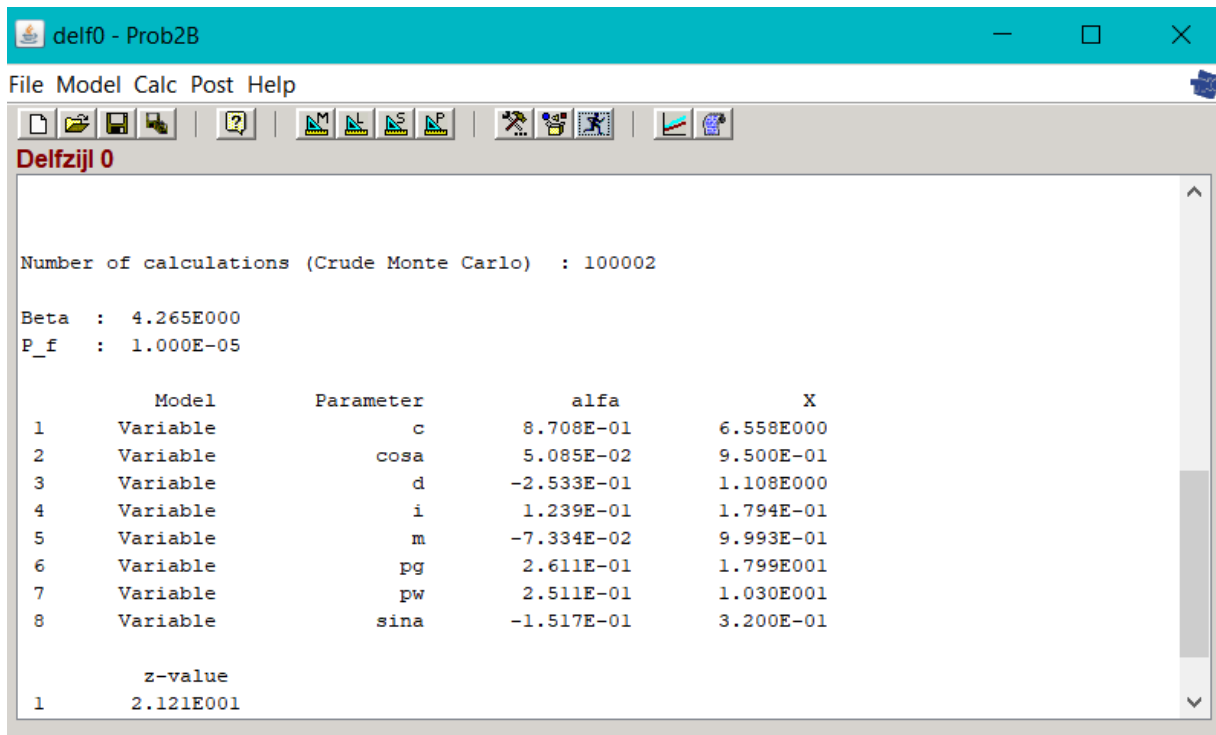 delf0 - Prob2B
File Model Calc Post Help
M L S P
Delfzijl 0
Number of calculations (Crude Monte Carlo) : 100002
Beta : 4.265E000
P_f : 1.000E-05
Model Parameter alfa X
1 Variable c 8.708E-01 6.558E000
2 Variable cosa 5.085E-02 9.500E-01
3 Variable d -2.533E-01 1.108E000
4 Variable i 1.239E-01 1.794E-01
5 Variable m -7.334E-02 9.993E-01
6 Variable pg 2.611E-01 1.799E001
7 Variable pw 2.511E-01 1.030E001
8 Variable sina -1.517E-01 3.200E-01
z-value
1 2.121E001